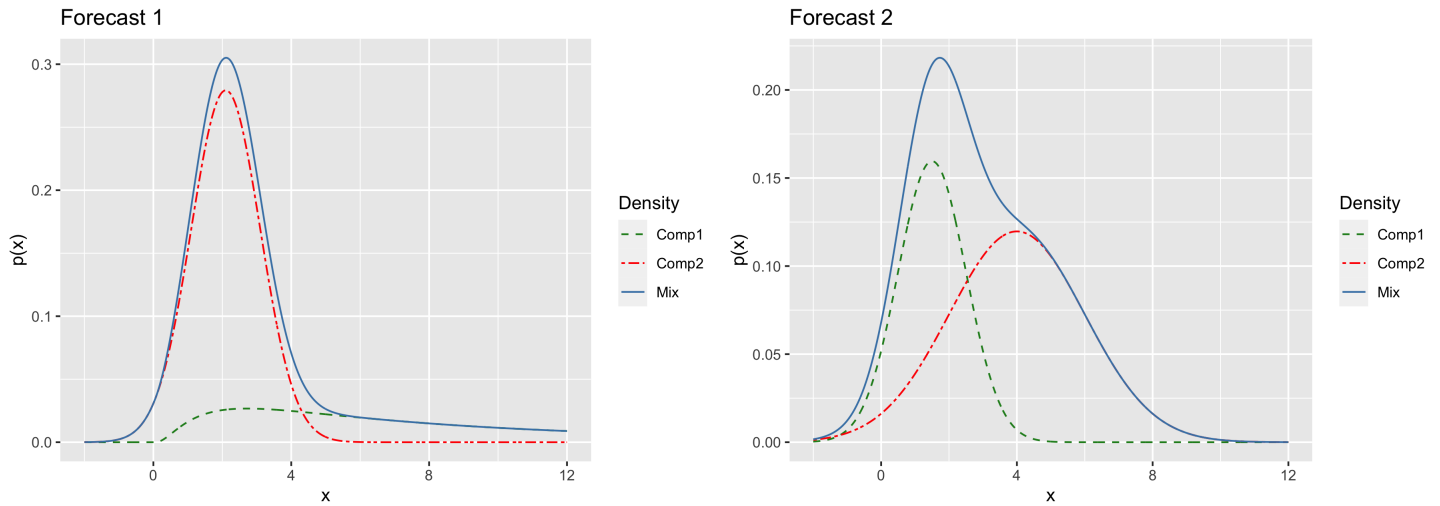 Forecast 1
p(x)
0.3
0.2
0.1
0.0
0
4
8
12
x
Density
Comp1
Comp2
Mix
Forecast 2
p(x)
0.20
0.15
0.10
0.05
0.00
0
4
8
12
x
Density
Comp1
Comp2
Mix